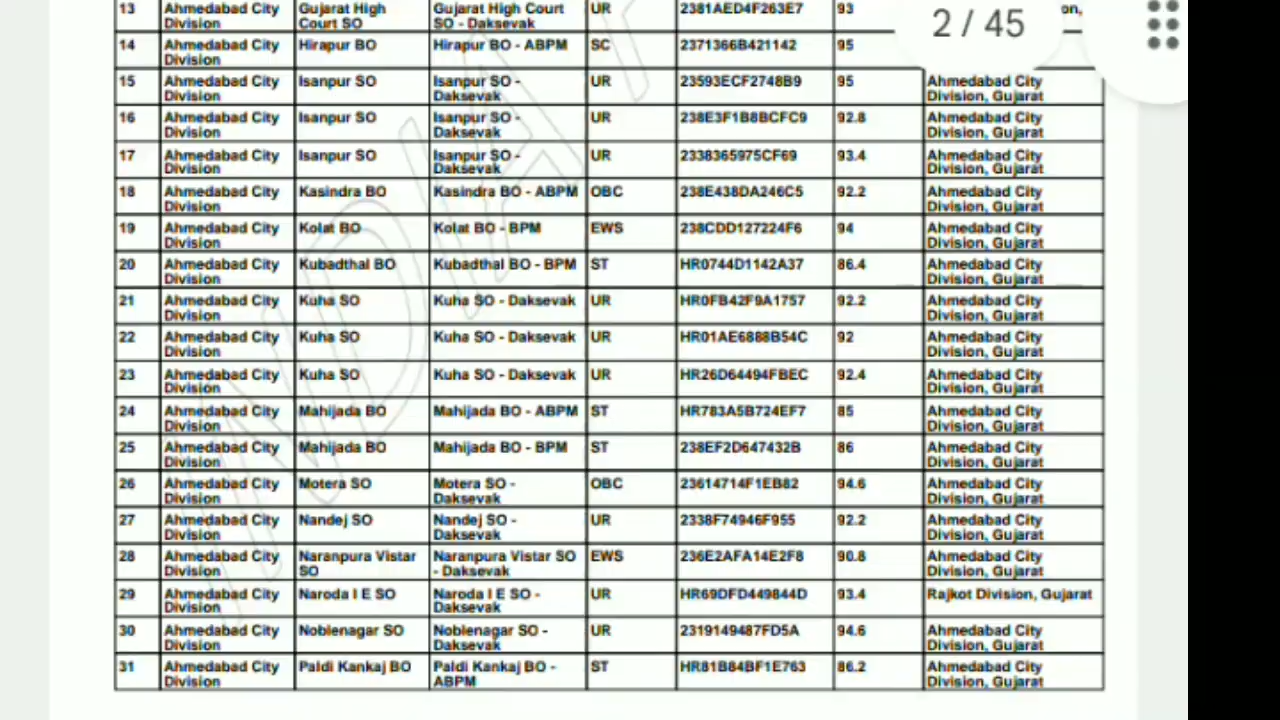 2 / 45
13 Ahmedabad City Division Gujarat High Court SO Gujarat High Court SO - Daksevak UR 2381AED4F263E7 93 on,
14 Ahmedabad City Division Hirapur BO Hirapur BO - ABPM SC 2371366B421142 95
15 Ahmedabad City Division Isanpur SO Isanpur SO - Daksevak UR 23593ECF2748B9 95 Ahmedabad City Division, Gujarat
16 Ahmedabad City Division Isanpur SO Isanpur SO - Daksevak UR 238E3F1B8BCFC9 92.8 Ahmedabad City Division, Gujarat
17 Ahmedabad City Division Isanpur SO Isanpur SO - Daksevak UR 2338365975CF69 93.4 Ahmedabad City Division, Gujarat
18 Ahmedabad City Division Kasindra BO Kasindra BO - ABPM OBC 238E438DA246C5 92.2 Ahmedabad City Division, Gujarat
19 Ahmedabad City Division Kolat BO Kolat BO - BPM EWS 238CDD127224F6 94 Ahmedabad City Division, Gujarat
20 Ahmedabad City Division Kubadthal BO Kubadthal BO - BPM ST HR0744D1142A37 86.4 Ahmedabad City Division, Gujarat
21 Ahmedabad City Division Kuha SO Kuha SO - Daksevak UR HR0FB42F9A1757 92.2 Ahmedabad City Division, Gujarat
22 Ahmedabad City Division Kuha SO Kuha SO - Daksevak UR HR01AE6888B54C 92 Ahmedabad City Division, Gujarat
23 Ahmedabad City Division Kuha SO Kuha SO - Daksevak UR HR26D64494FBEC 92.4 Ahmedabad City Division, Gujarat
24 Ahmedabad City Division Mahijada BO Mahijada BO - ABPM ST HR783A5B724EF7 85 Ahmedabad City Division, Gujarat
25 Ahmedabad City Division Mahijada BO Mahijada BO - BPM ST 238EF2D647432B 86 Ahmedabad City Division, Gujarat
26 Ahmedabad City Division Motera SO Motera SO - Daksevak OBC 23614714F1EB82 94.6 Ahmedabad City Division, Gujarat
27 Ahmedabad City Division Nandej SO Nandej SO - Daksevak UR 2338F74946F955 92.2 Ahmedabad City Division, Gujarat
28 Ahmedabad City Division Naranpura Vistar SO Naranpura Vistar SO - Daksevak EWS 236E2AFA14E2F8 90.8 Ahmedabad City Division, Gujarat
29 Ahmedabad City Division Naroda I E SO Naroda I E SO - Daksevak UR HR69DFD449844D 93.4 Rajkot Division, Gujarat
30 Ahmedabad City Division Noblenagar SO Noblenagar SO - Daksevak UR 2319149487FD5A 94.6 Ahmedabad City Division, Gujarat
31 Ahmedabad City Division Paldi Kankaj BO Paldi Kankaj BO - ABPM ST HR81B84BF1E763 86.2 Ahmedabad City Division, Gujarat